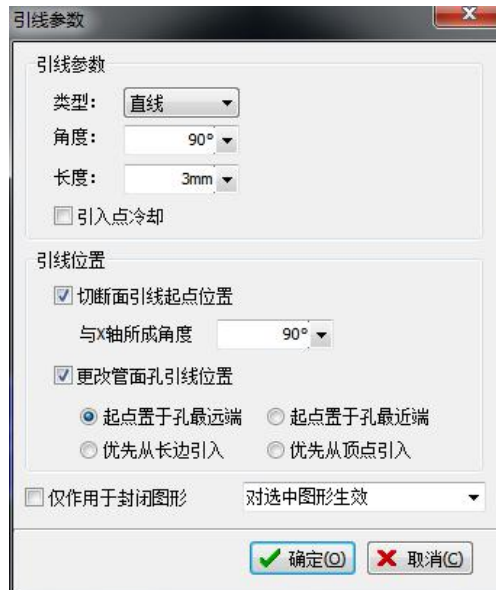 引线参数
引线参数
类型： 直线
角度： 90°
长度： 3mm
引入点冷却
引线位置
切断面引线起点位置
与X轴所成角度 90°
更改管面孔引线位置
起点置于孔最远端 起点置于孔最近端
优先从长边引入 优先从顶点引入
仅作用于封闭图形 对选中图形生效
确定(O) 取消(C)